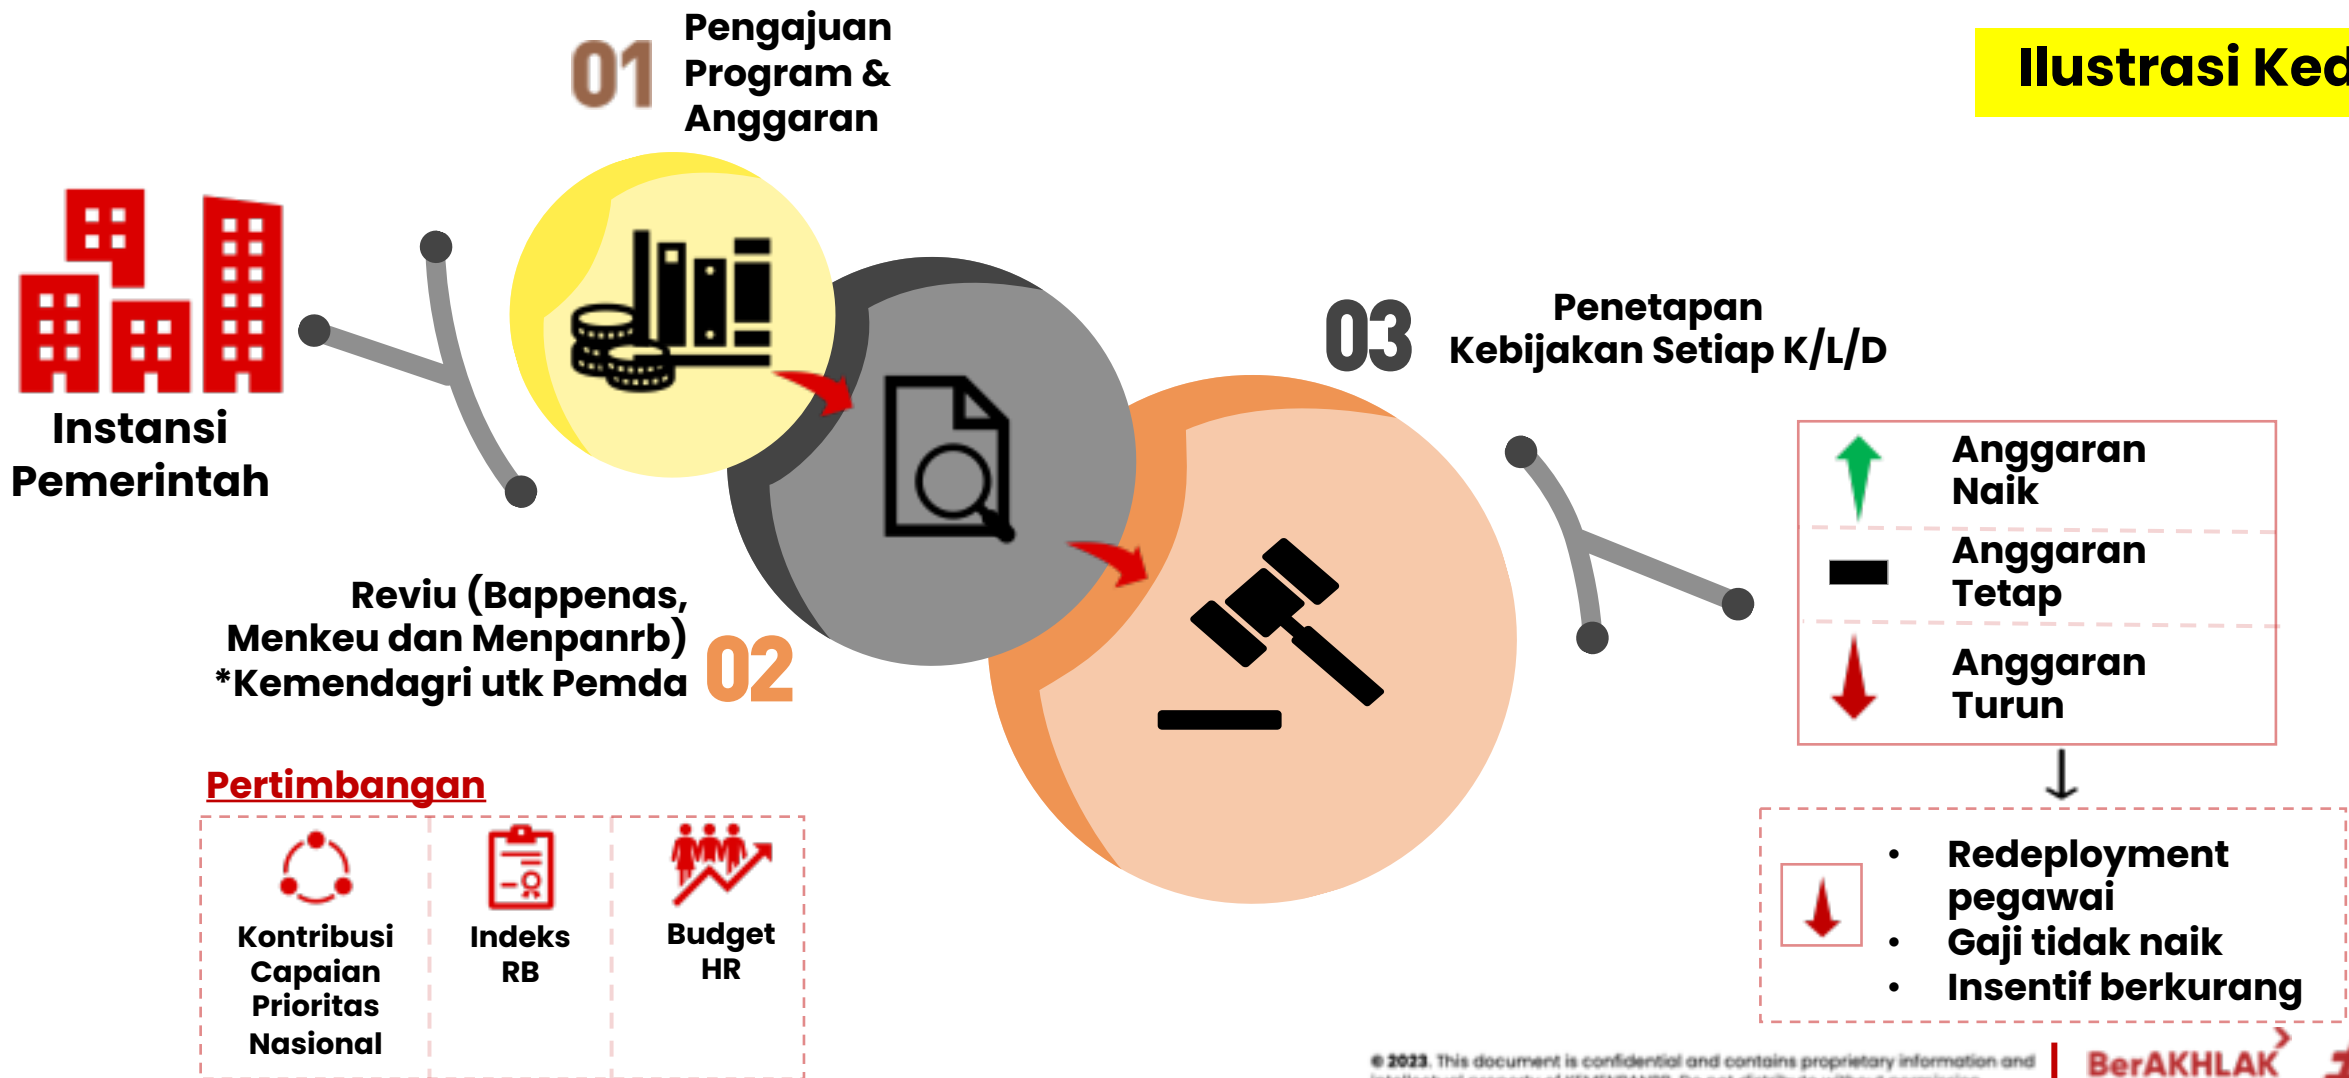 01
Pengajuan
Program &
Anggaran
Ilustrasi Ked
Instansi
Pemerintah
Reviu (Bappenas,
Menkeu dan Menpanrb)
*Kemendagri utk Pemda
02
03
Penetapan
Kebijakan Setiap K/L/D
Anggaran
Naik
Anggaran
Tetap
Anggaran
Turun
Pertimbangan
Kontribusi
Capaian
Prioritas
Nasional
Indeks
RB
Budget
HR
• Redeployment
pegawai
• Gaji tidak naik
• Insentif berkurang
© 2023. This document is confidential and contains proprietary information and
BerAKHLAK